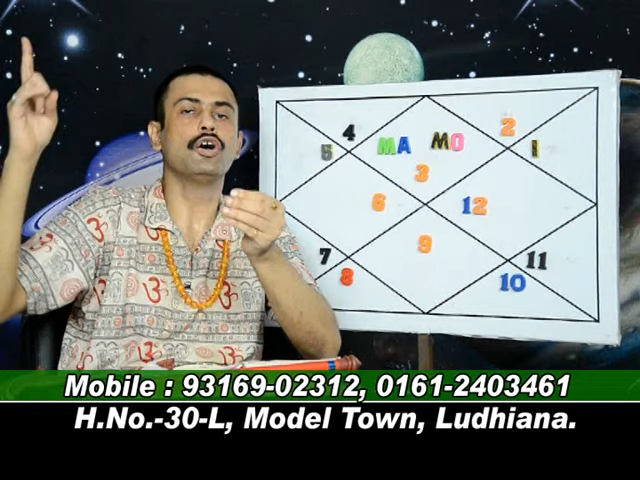 4 MA MO 2
5 1
3
6 12
9
7 11
8 10
Mobile : 93169-02312, 0161-2403461
H.No.-30-L, Model Town, Ludhiana.